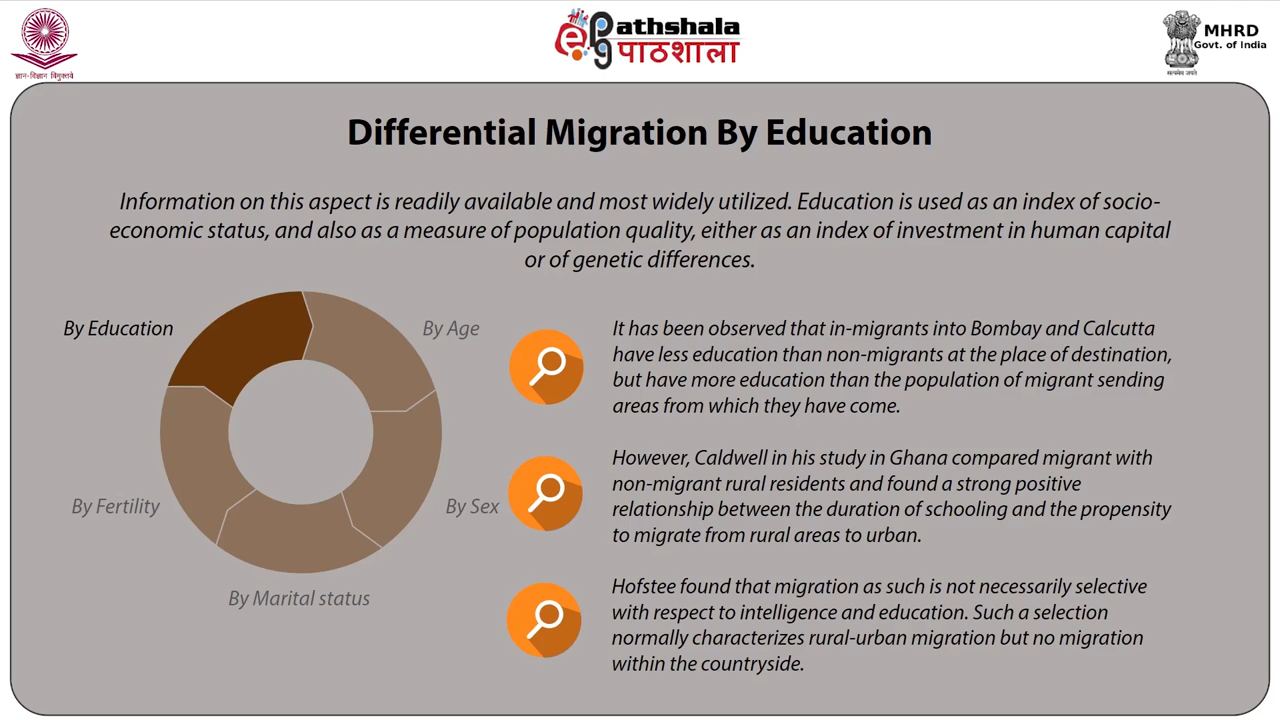 ज्ञान-विज्ञान विमुक्तये
ePG Pathshala
पाठशाला
MHRD
Govt. of India
सत्यमेव जयते
Differential Migration By Education
Information on this aspect is readily available and most widely utilized. Education is used as an index of socio-
economic status, and also as a measure of population quality, either as an index of investment in human capital
or of genetic differences.
By Education
By Age
By Fertility
By Sex
By Marital status
It has been observed that in-migrants into Bombay and Calcutta
have less education than non-migrants at the place of destination,
but have more education than the population of migrant sending
areas from which they have come.
However, Caldwell in his study in Ghana compared migrant with
non-migrant rural residents and found a strong positive
relationship between the duration of schooling and the propensity
to migrate from rural areas to urban.
Hofstee found that migration as such is not necessarily selective
with respect to intelligence and education. Such a selection
normally characterizes rural-urban migration but no migration
within the countryside.